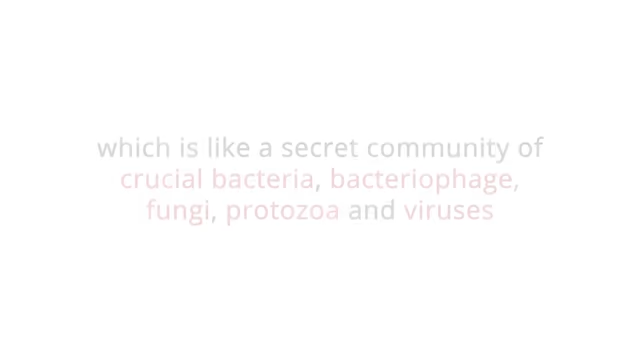 which is like a secret community of
crucial bacteria, bacteriophage,
fungi, protozoa and viruses